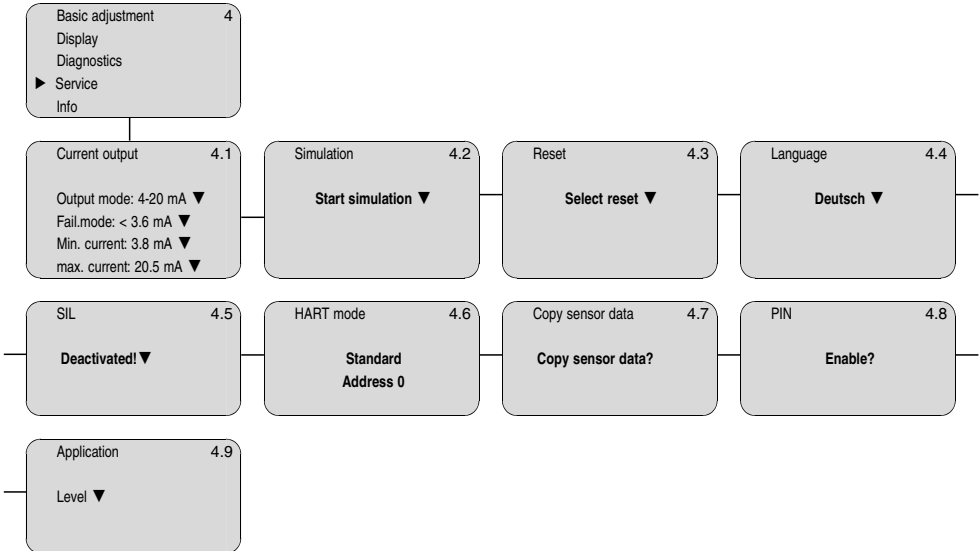 Basic adjustment 4
Display
Diagnostics
▶ Service
Info
Current output 4.1
Output mode: 4-20 mA ▼
Fail.mode: < 3.6 mA ▼
Min. current: 3.8 mA ▼
max. current: 20.5 mA ▼
Simulation 4.2
Start simulation ▼
Reset 4.3
Select reset ▼
Language 4.4
Deutsch ▼
SIL 4.5
Deactivated! ▼
HART mode 4.6
Standard
Address 0
Copy sensor data 4.7
Copy sensor data?
PIN 4.8
Enable?
Application 4.9
Level ▼